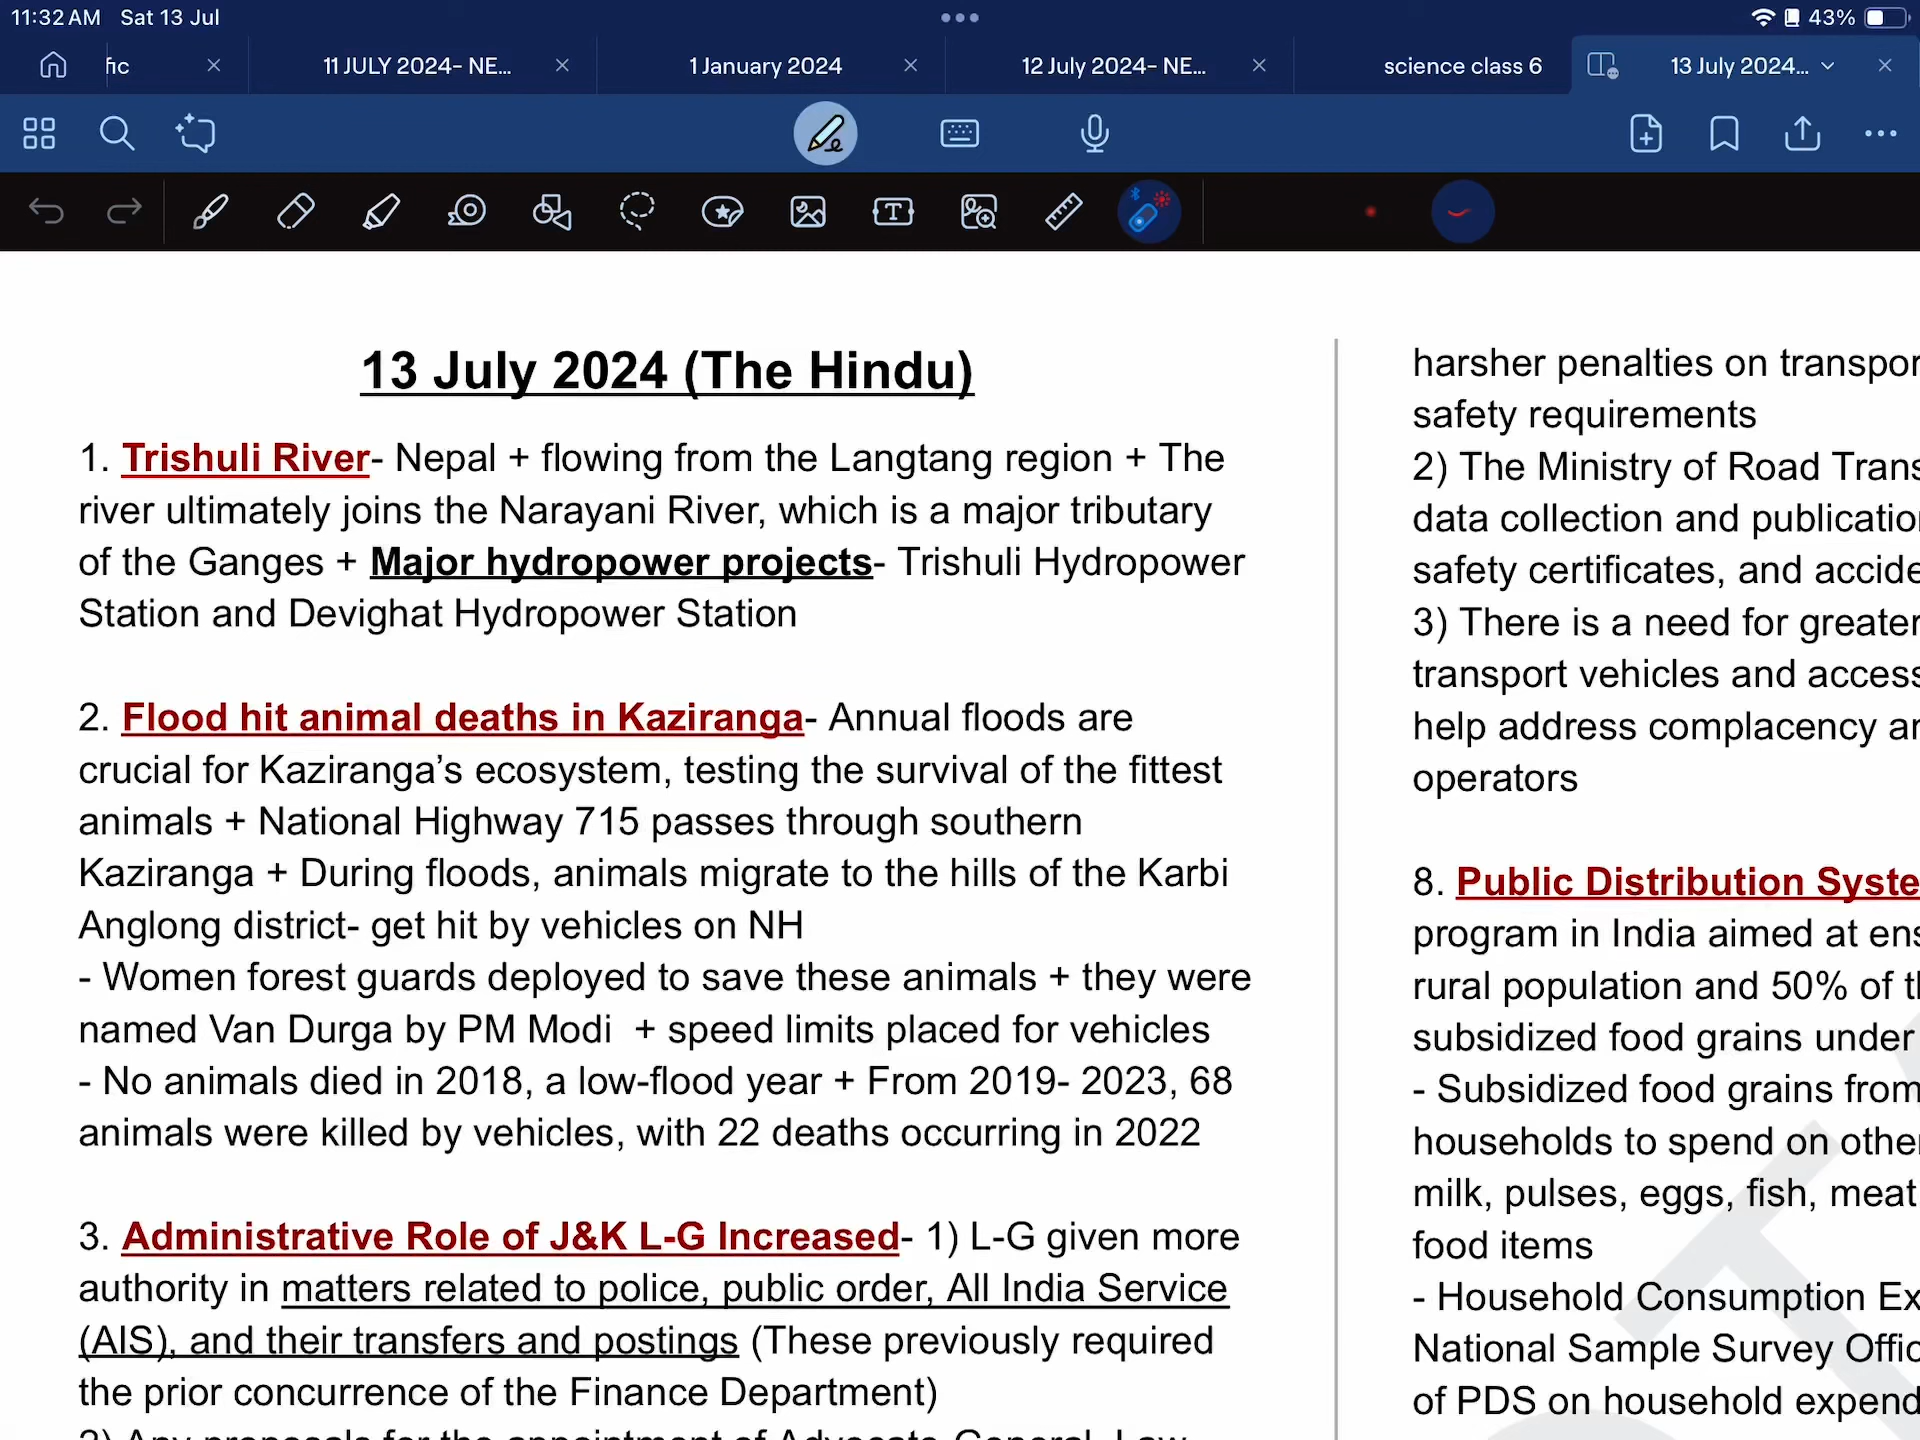 11:32 AM Sat 13 Jul
43%
fic
11 JULY 2024- NE...
1 January 2024
12 July 2024- NE...
science class 6
13 July 2024...
13 July 2024 (The Hindu)
1. Trishuli River- Nepal + flowing from the Langtang region + The
river ultimately joins the Narayani River, which is a major tributary
of the Ganges + Major hydropower projects- Trishuli Hydropower
Station and Devighat Hydropower Station
2. Flood hit animal deaths in Kaziranga- Annual floods are
crucial for Kaziranga’s ecosystem, testing the survival of the fittest
animals + National Highway 715 passes through southern
Kaziranga + During floods, animals migrate to the hills of the Karbi
Anglong district- get hit by vehicles on NH
- Women forest guards deployed to save these animals + they were
named Van Durga by PM Modi + speed limits placed for vehicles
- No animals died in 2018, a low-flood year + From 2019- 2023, 68
animals were killed by vehicles, with 22 deaths occurring in 2022
3. Administrative Role of J&K L-G Increased- 1) L-G given more
authority in matters related to police, public order, All India Service
(AIS), and their transfers and postings (These previously required
the prior concurrence of the Finance Department)
2) Any proposals for the appointment of Advocate-General, Law
harsher penalties on transpor
safety requirements
2) The Ministry of Road Trans
data collection and publicatio
safety certificates, and accide
3) There is a need for greater
transport vehicles and access
help address complacency a
operators
8. Public Distribution Syste
program in India aimed at ens
rural population and 50% of t
subsidized food grains under
- Subsidized food grains from
households to spend on othe
milk, pulses, eggs, fish, meat
food items
- Household Consumption Ex
National Sample Survey Offic
of PDS on household expend